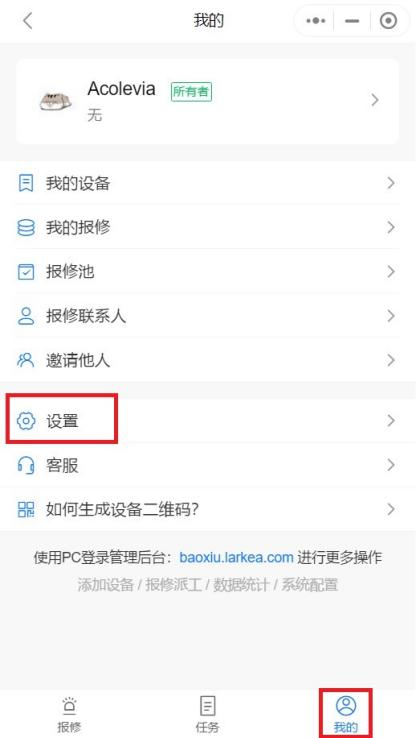 我的
Acolevia 所有者
无
我的设备
我的报修
报修池
报修联系人
邀请他人
设置
客服
如何生成设备二维码?
使用PC登录管理后台：baoxiu.larkea.com 进行更多操作
添加设备 / 报修派工 / 数据统计 / 系统配置
报修 任务 我的